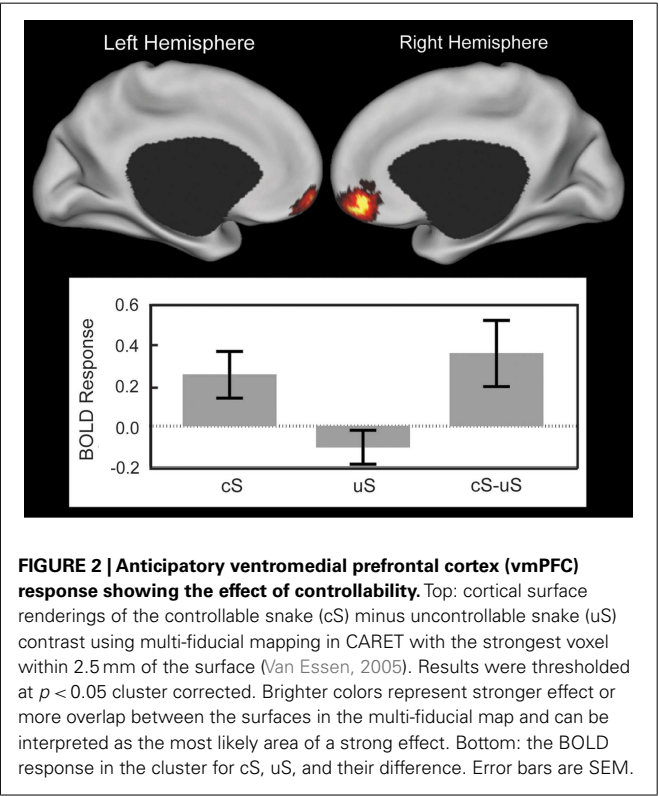 Left Hemisphere
Right Hemisphere
BOLD Response
0.6
0.4
0.2
0.0
-0.2
cS
uS
cS-uS
FIGURE 2 | Anticipatory ventromedial prefrontal cortex (vmPFC)
response showing the effect of controllability. Top: cortical surface
renderings of the controllable snake (cS) minus uncontrollable snake (uS)
contrast using multi-fiducial mapping in CARET with the strongest voxel
within 2.5 mm of the surface (Van Essen, 2005). Results were thresholded
at p < 0.05 cluster corrected. Brighter colors represent stronger effect or
more overlap between the surfaces in the multi-fiducial map and can be
interpreted as the most likely area of a strong effect. Bottom: the BOLD
response in the cluster for cS, uS, and their difference. Error bars are SEM.